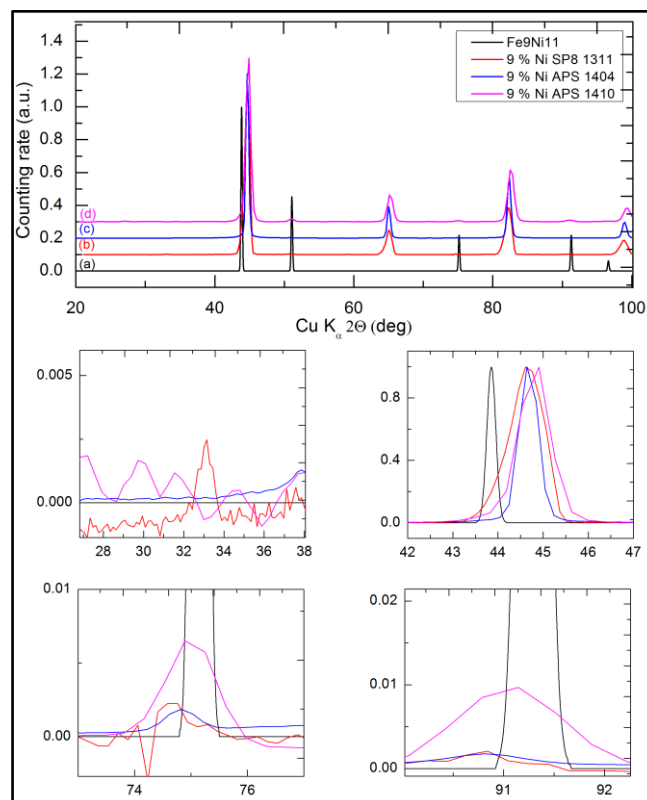 Fe9Ni11
9 % Ni SP8 1311
9 % Ni APS 1404
9 % Ni APS 1410
Counting rate (a.u.)
1.4
1.2
1.0
0.8
0.6
0.4
0.2
0.0
(d)
(c)
(b)
(a)
20 40 60 80 100
Cu Kα 2Θ (deg)
0.005
0.000
28 30 32 34 36 38
0.8
0.4
0.0
42 43 44 45 46 47
0.01
0.00
74 76
0.02
0.01
0.00
91 92